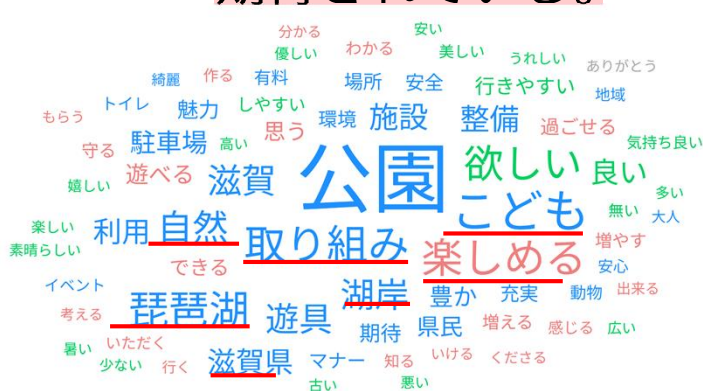 期待されている。
分かる 安い
優しい わかる 美しい うれしい ありがとう
綺麗 作る 有料 場所 安全 行きやすい 地域
もらう トイレ 魅力 しやすい 環境 施設 整備 過ごせる
守る 駐車場 高い 思う 気持ち良い
嬉しい 遊べる 滋賀 公園 欲しい 良い 多い
楽しい 利用 自然 こども 無い 大人
素晴らしい 取り組み 楽しめる 増やす
できる 安心
イベント 湖岸 豊か 充実 動物 出来る
考える 琵琶湖 遊具 期待 県民 増える 感じる 広い
暑い いただく
少ない 行く 滋賀県 マナー 知る いける くださる
古い 悪い